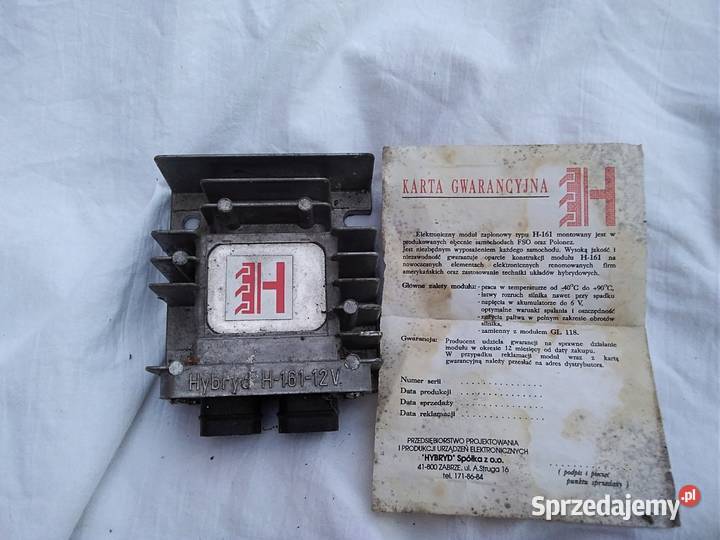 H
Hybryd H-161-12V.
KARTA GWARANCYJNA
H
Elektroniczny moduł zapłonowy typu H-161 montowany jest w
produkowanych obecnie samochodach FSO oraz Polonez.
Jest niezbędnym wyposażeniem każdego samochodu. Wysoką jakość i
niezawodność gwarantuje oparcie konstrukcji modułu H-161 na
nowoczesnych elementach elektronicznych renomowanych firm
amerykańskich oraz zastosowanie techniki układów hybrydowych.
Główne zalety modułu: - praca w temperaturze od -40°C do +90°C,
- łatwy rozruch silnika nawet przy spadku
napięcia w akumulatorze do 6 V,
optymalne warunki spalania i oszczędność
zużycia paliwa w pełnym zakresie obrotów
silnika,
- zamienny z modułem GL 118.
Gwarancja: Producent udziela gwarancji na sprawne działanie
modułu w okresie 12 miesięcy od daty zakupu.
W przypadku reklamacji moduł wraz z kartą
gwarancyjną należy przesłać na adres dystrybutora.
Numer serii
Data produkcji
Data sprzedaży
Data reklamacji
PRZEDSIĘBIORSTWO PROJEKTOWANIA
I PRODUKCJI URZĄDZEŃ ELEKTRONICZNYCH
"HYBRYD" Spółka z o.o.
41-800 ZABRZE, ul. A.Struga 16
tel. 171-86-84
( podpis i pieczęć
punktu sprzedaży )
Sprzedajemy.pl